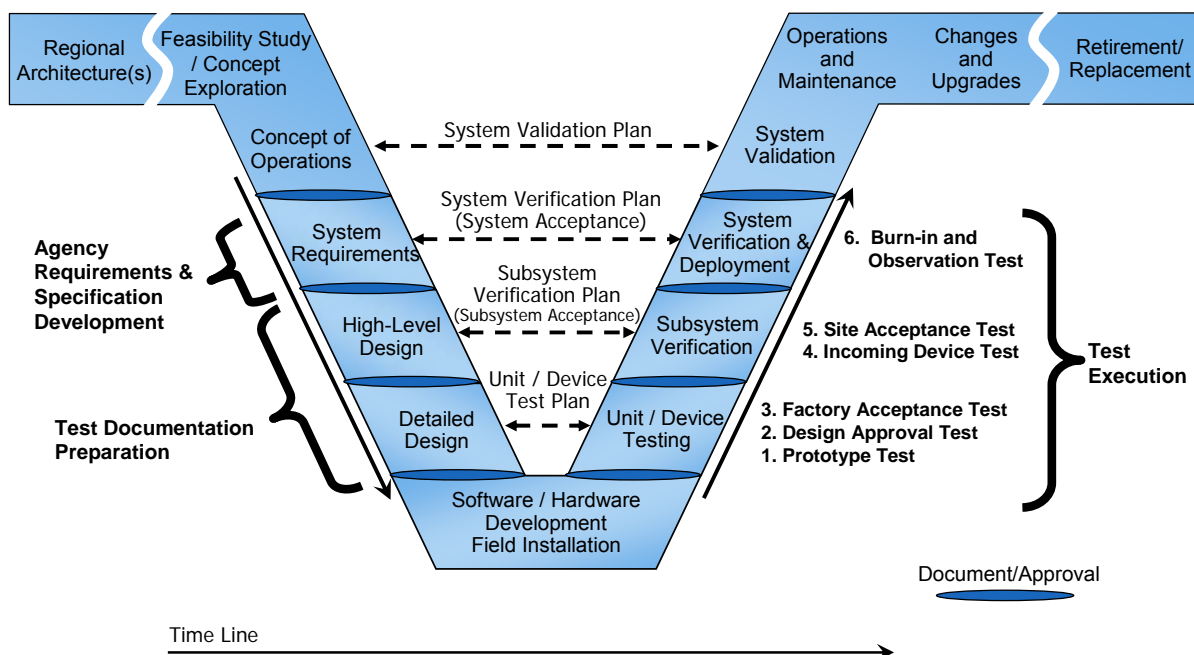 Regional
Architecture(s)
Feasibility Study
/ Concept
Exploration
Operations
and
Maintenance
Changes
and
Upgrades
Retirement/
Replacement
Concept of
Operations
System Validation Plan
System
Validation
System Verification Plan
(System Acceptance)
System
Requirements
System
Verification &
Deployment
Agency
Requirements &
Specification
Development
6. Burn-in and
Observation Test
Subsystem
Verification Plan
(Subsystem Acceptance)
High-Level
Design
Subsystem
Verification
5. Site Acceptance Test
4. Incoming Device Test
Test
Execution
Unit / Device
Test Plan
Test Documentation
Preparation
Detailed
Design
Unit / Device
Testing
3. Factory Acceptance Test
2. Design Approval Test
1. Prototype Test
Software / Hardware
Development
Field Installation
Document/Approval
Time Line